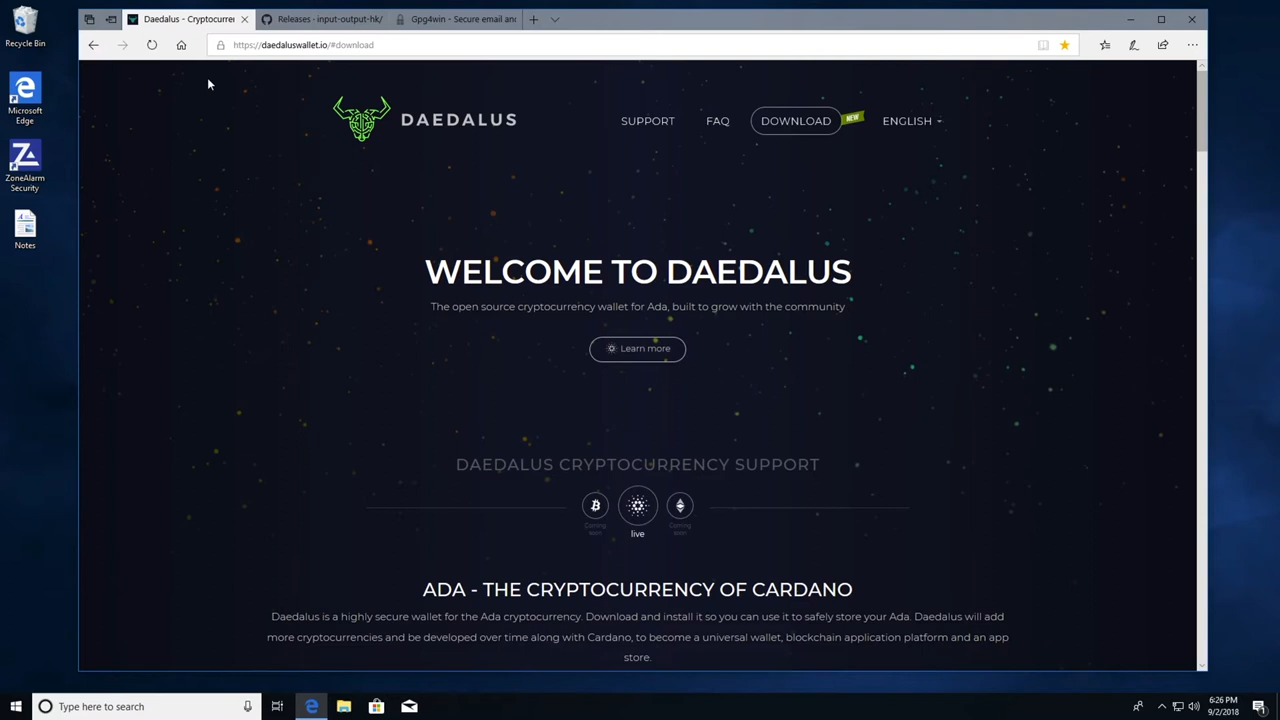 Recycle Bin
Microsoft
Edge
ZoneAlarm
Security
Notes
Daedalus - Cryptocurre
Releases - input-output-hk/
Gpg4win - Secure email and
https://daedaluswallet.io/#download
DAEDALUS
SUPPORT
FAQ
DOWNLOAD
NEW
ENGLISH
WELCOME TO DAEDALUS
The open source cryptocurrency wallet for Ada, built to grow with the community
Learn more
DAEDALUS CRYPTOCURRENCY SUPPORT
Coming
soon
live
Coming
soon
ADA - THE CRYPTOCURRENCY OF CARDANO
Daedalus is a highly secure wallet for the Ada cryptocurrency. Download and install it so you can use it to safely store your Ada. Daedalus will add
more cryptocurrencies and be developed over time along with Cardano, to become a universal wallet, blockchain application platform and an app
store.
Type here to search
6:26 PM
9/2/2018
1